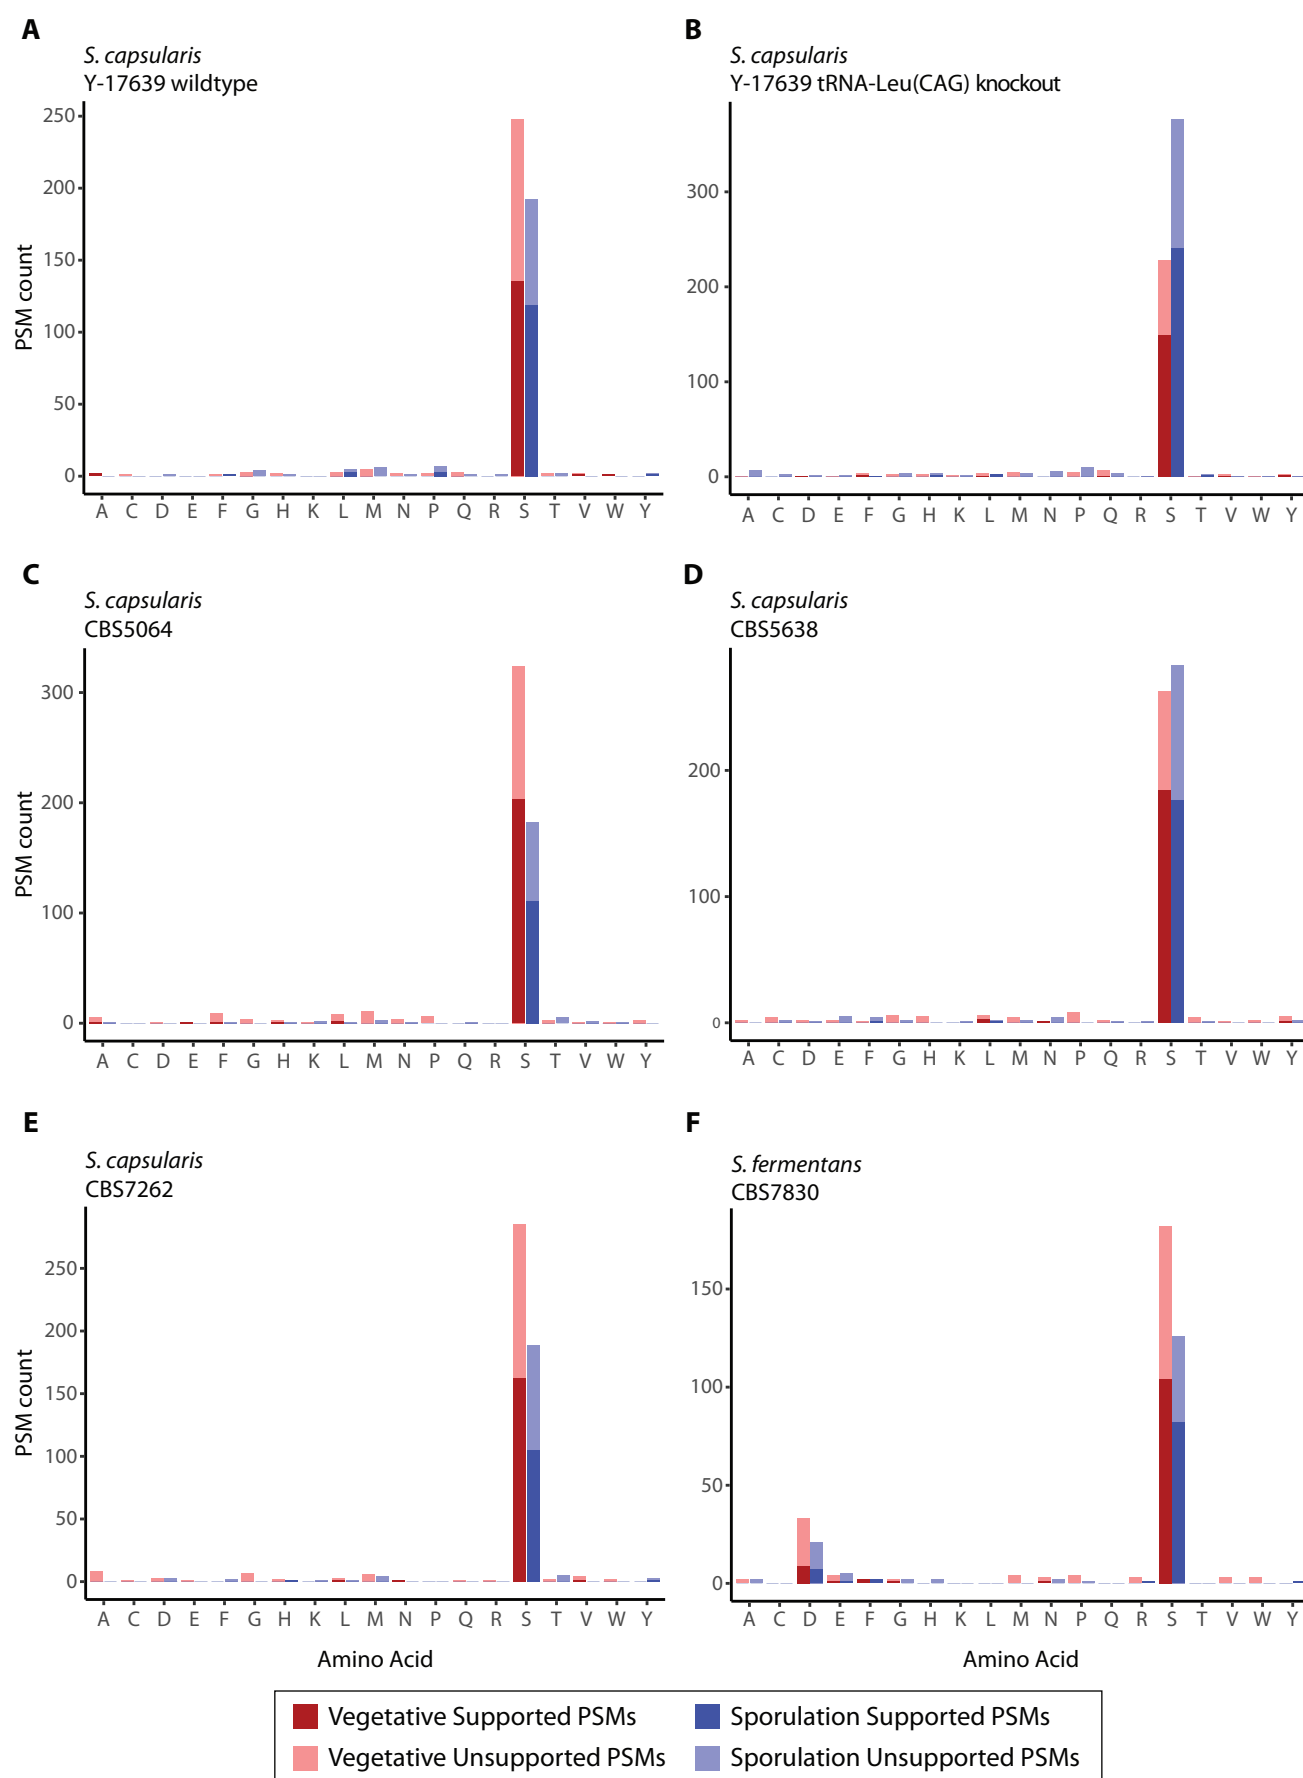 A
S. capsularis
Y-17639 wildtype
PSM count
250
200
150
100
50
0
A C D E F G H K L M N P Q R S T V W Y
B
S. capsularis
Y-17639 tRNA-Leu(CAG) knockout
300
200
100
0
A C D E F G H K L M N P Q R S T V W Y
C
S. capsularis
CBS5064
PSM count
300
200
100
0
A C D E F G H K L M N P Q R S T V W Y
D
S. capsularis
CBS5638
200
100
0
A C D E F G H K L M N P Q R S T V W Y
E
S. capsularis
CBS7262
PSM count
250
200
150
100
50
0
A C D E F G H K L M N P Q R S T V W Y
Amino Acid
F
S. fermentans
CBS7830
150
100
50
0
A C D E F G H K L M N P Q R S T V W Y
Amino Acid
Vegetative Supported PSMs
Sporulation Supported PSMs
Vegetative Unsupported PSMs
Sporulation Unsupported PSMs